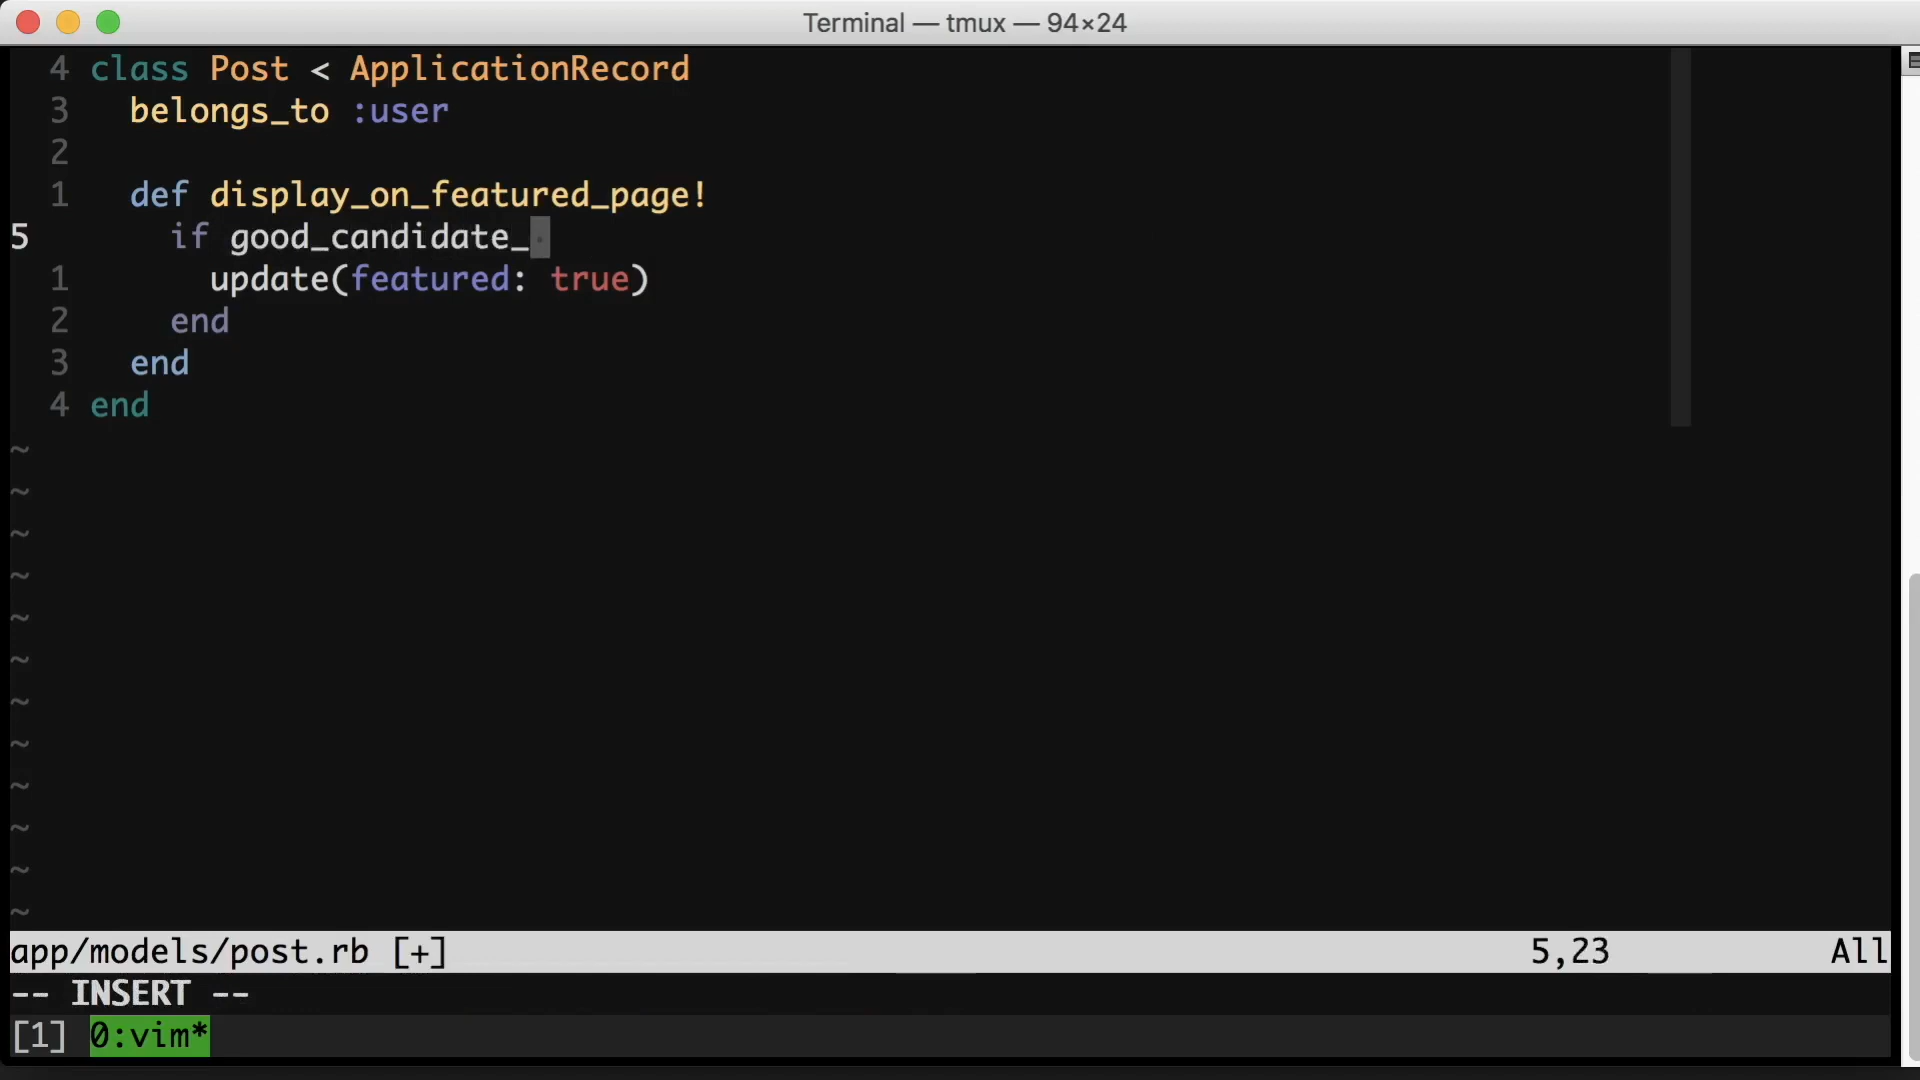 Terminal — tmux — 94×24
4 class Post < ApplicationRecord
3   belongs_to :user
2
1   def display_on_featured_page!
5     if good_candidate_
1       update(featured: true)
2     end
3   end
4 end
~
~
~
~
~
~
~
~
~
~
~
~
app/models/post.rb [+] 5,23 All
-- INSERT --
[1] 0:vim*